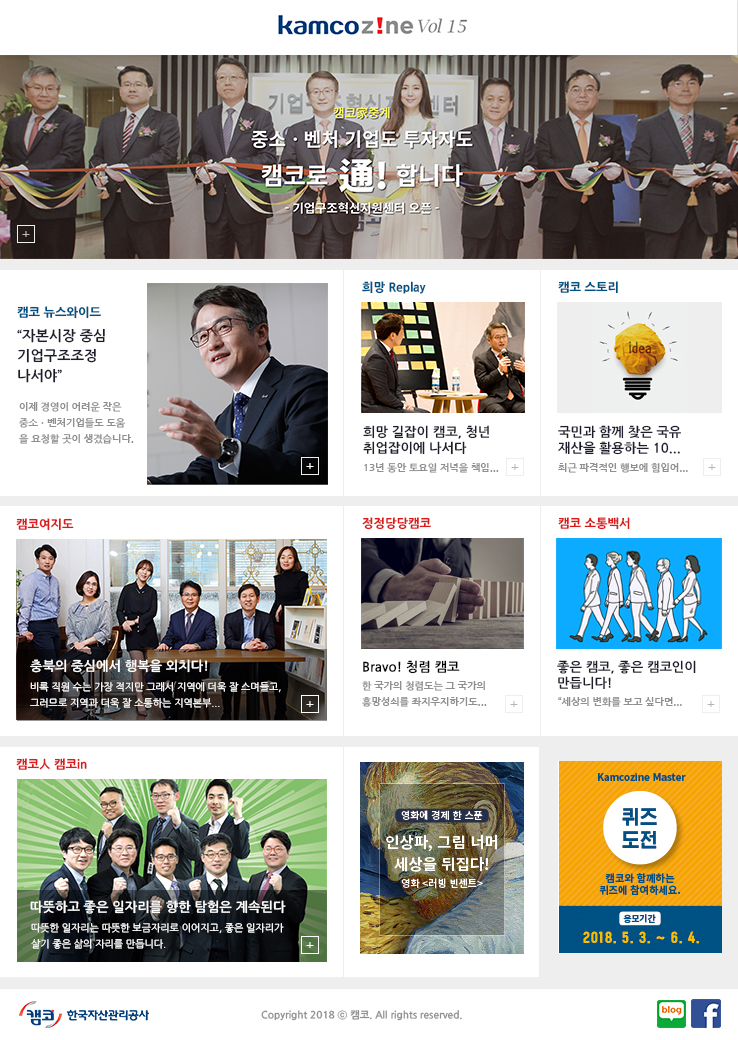 kamcoz!ne Vol 15
캠코家중계
중소 · 벤처 기업도 투자자도
캠코로 通! 합니다
- 기업구조혁신지원센터 오픈 -
캠코 뉴스와이드
“자본시장 중심
기업구조조정
나서야”
이제 경영이 어려운 작은
중소 · 벤처기업들도 도움
을 요청할 곳이 생겼습니다.
희망 Replay
희망 길잡이 캠코, 청년
취업잡이에 나서다
13년 동안 토요일 저녁을 책임...
캠코 스토리
Idea
국민과 함께 찾은 국유
재산을 활용하는 10...
최근 파격적인 행보에 힘입어...
캠코여지도
충북의 중심에서 행복을 외치다!
비록 직원 수는 가장 적지만 그래서 지역에 더욱 잘 스며들고,
그러므로 지역과 더욱 잘 소통하는 지역본부...
정정당당캠코
Bravo! 청렴 캠코
한 국가의 청렴도는 그 국가의
흥망성쇠를 좌지우지하기도...
캠코 소통백서
좋은 캠코, 좋은 캠코인이
만듭니다!
“세상의 변화를 보고 싶다면...
캠코人 캠코in
따뜻하고 좋은 일자리를 향한 탐험은 계속된다
따뜻한 일자리는 따뜻한 보금자리로 이어지고, 좋은 일자리가
살기 좋은 삶의 자리를 만듭니다.
영화에 경제 한 스푼
인상파, 그림 너머
세상을 뒤집다!
영화 <러빙 빈센트>
Kamcozine Master
퀴즈
도전
캠코와 함께하는
퀴즈에 참여하세요.
응모기간
2018. 5. 3. ~ 6. 4.
캠코 한국자산관리공사
Copyright 2018 ⓒ 캠코. All rights reserved.
blog